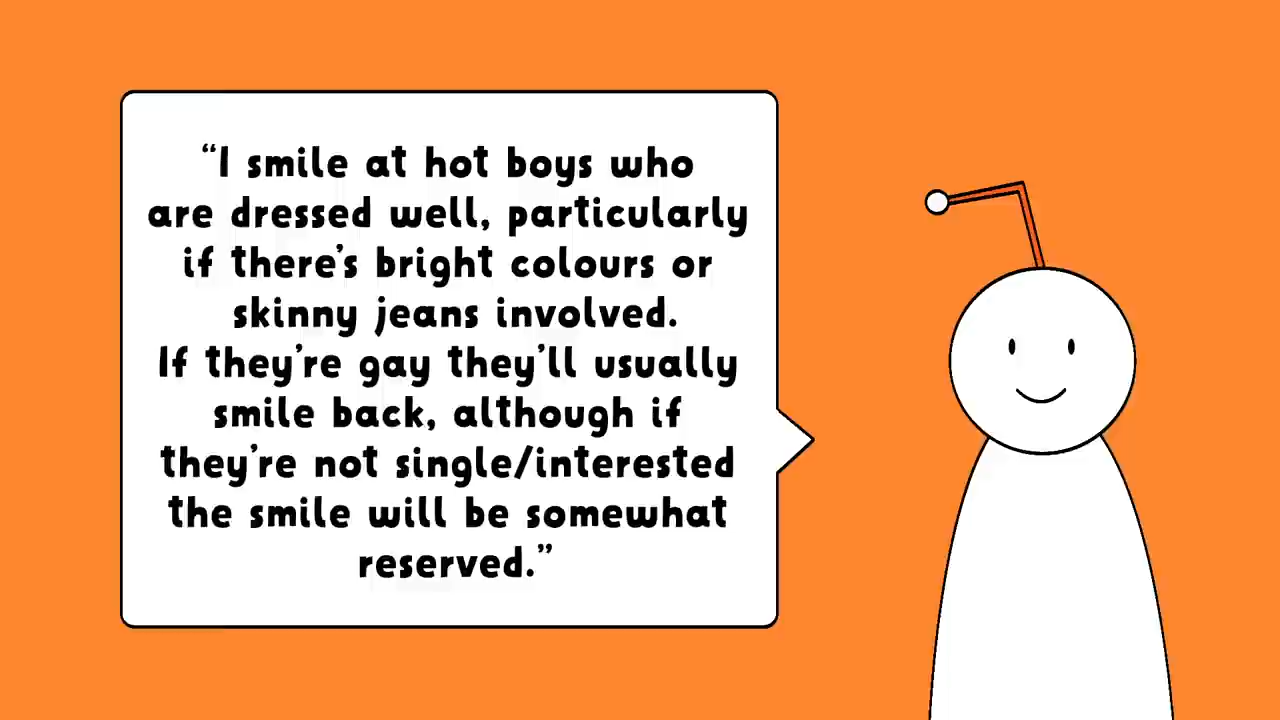 “I smile at hot boys who
are dressed well, particularly
if there’s bright colours or
skinny jeans involved.
If they’re gay they’ll usually
smile back, although if
they’re not single/interested
the smile will be somewhat
reserved.”